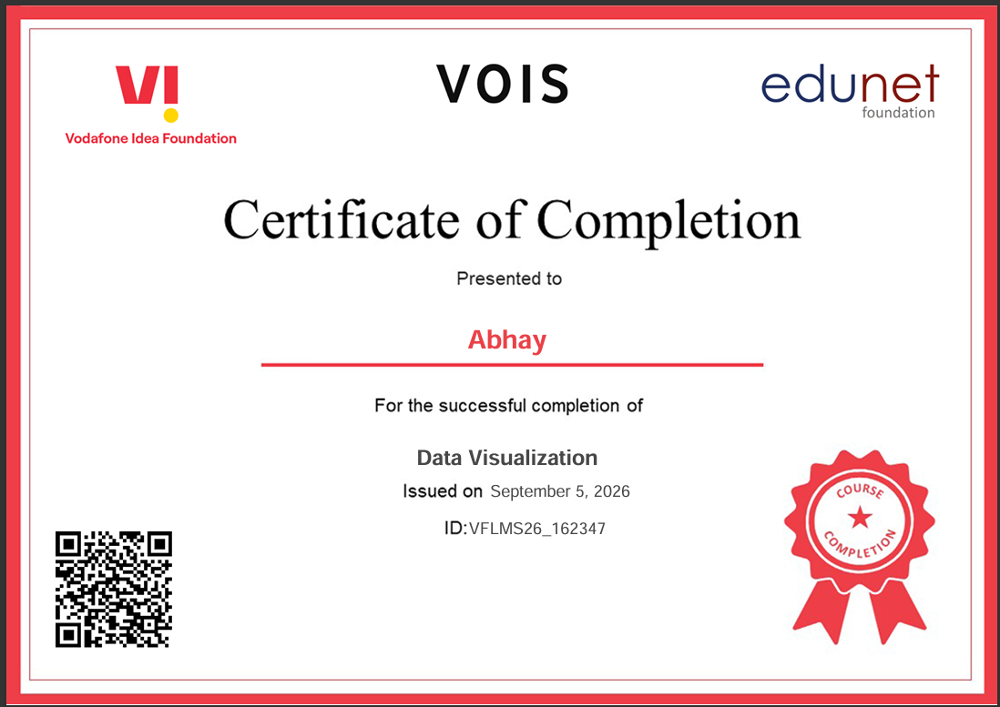 VI
Vodafone Idea Foundation
VOIS
edunet
foundation
Certificate of Completion
Presented to
Abhay
For the successful completion of
Data Visualization
Issued on September 5, 2026
ID:VFLMS26_162347
COURSE
COMPLETION